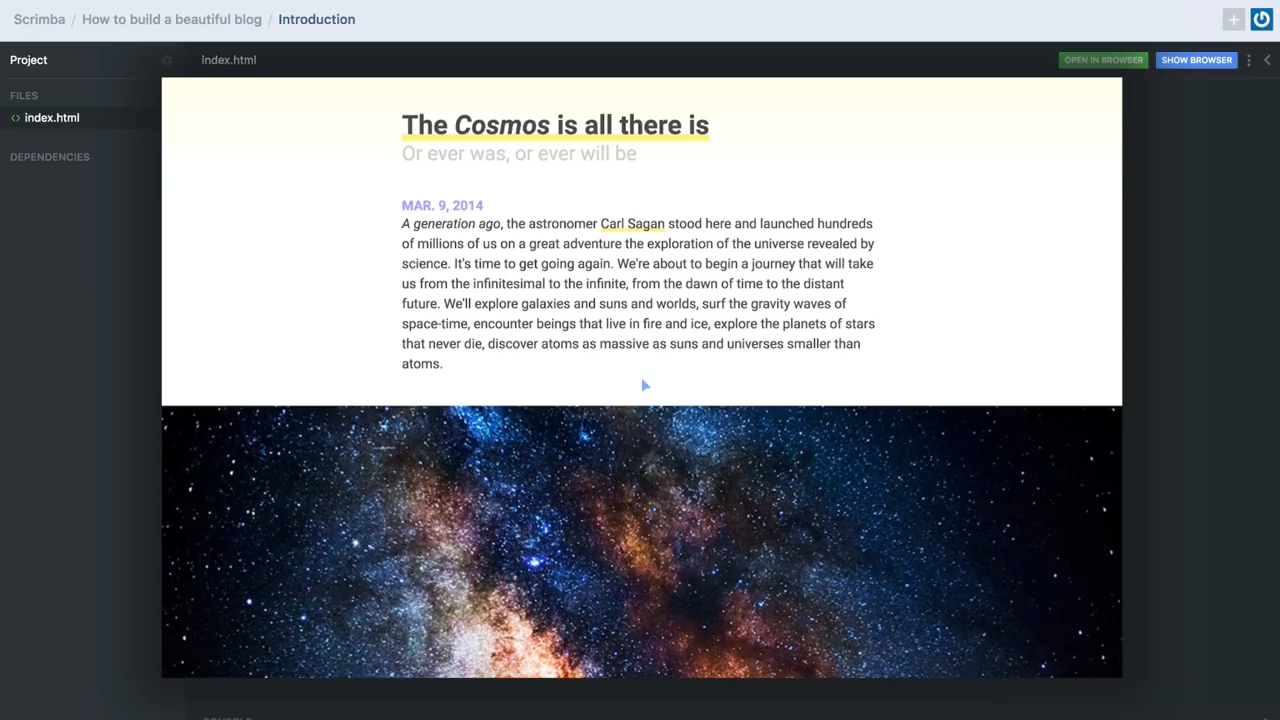 Scrimba / How to build a beautiful blog / Introduction
Project
index.html
OPEN IN BROWSER
SHOW BROWSER
FILES
<> index.html
DEPENDENCIES
The Cosmos is all there is
Or ever was, or ever will be
MAR. 9, 2014
A generation ago, the astronomer Carl Sagan stood here and launched hundreds
of millions of us on a great adventure the exploration of the universe revealed by
science. It's time to get going again. We're about to begin a journey that will take
us from the infinitesimal to the infinite, from the dawn of time to the distant
future. We'll explore galaxies and suns and worlds, surf the gravity waves of
space-time, encounter beings that live in fire and ice, explore the planets of stars
that never die, discover atoms as massive as suns and universes smaller than
atoms.